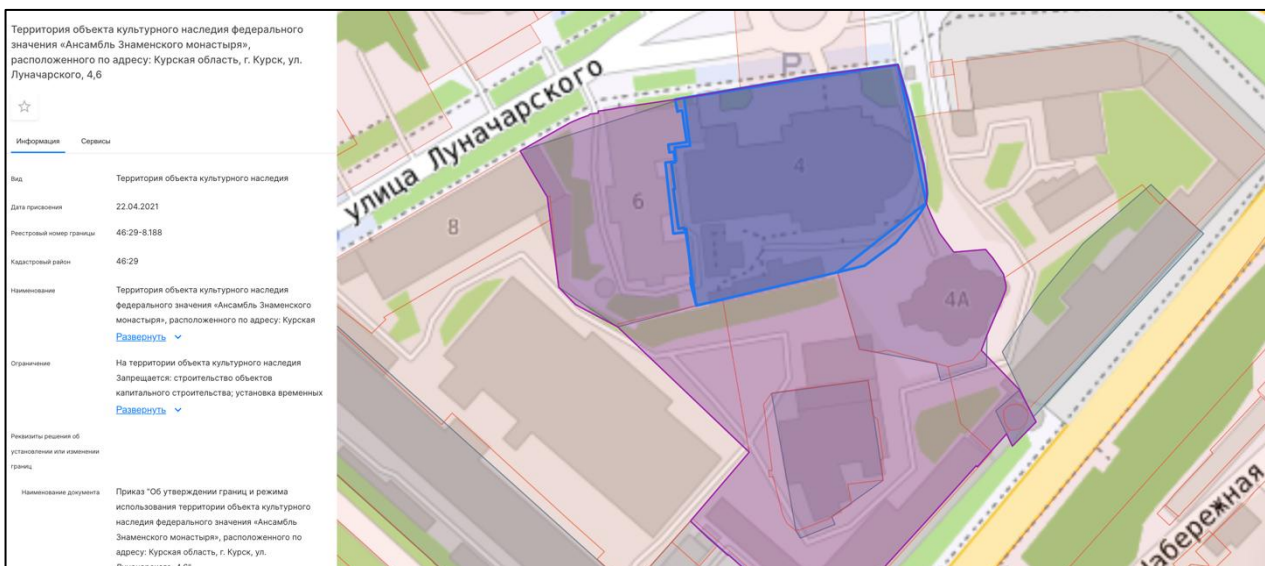 Территория объекта культурного наследия федерального
значения «Ансамбль Знаменского монастыря»,
расположенного по адресу: Курская область, г. Курск, ул.
Луначарского, 4,6
Информация Сервисы
Вид Территория объекта культурного наследия
Дата присвоения 22.04.2021
Реестровый номер границы 46:29-8.188
Кадастровый район 46:29
Наименование Территория объекта культурного наследия
федерального значения «Ансамбль Знаменского
монастыря», расположенного по адресу: Курская
Развернуть
Ограничение На территории объекта культурного наследия
Запрещается: строительство объектов
капитального строительства; установка временных
Развернуть
Реквизиты решения об
установлении или изменении
границ
Наименование документа Приказ "Об утверждении границ и режима
использования территории объекта культурного
наследия федерального значения «Ансамбль
Знаменского монастыря», расположенного по
адресу: Курская область, г. Курск, ул.
Луначарского, 4,6"
улица Луначарского
P
4
6
8
4А
Набережная